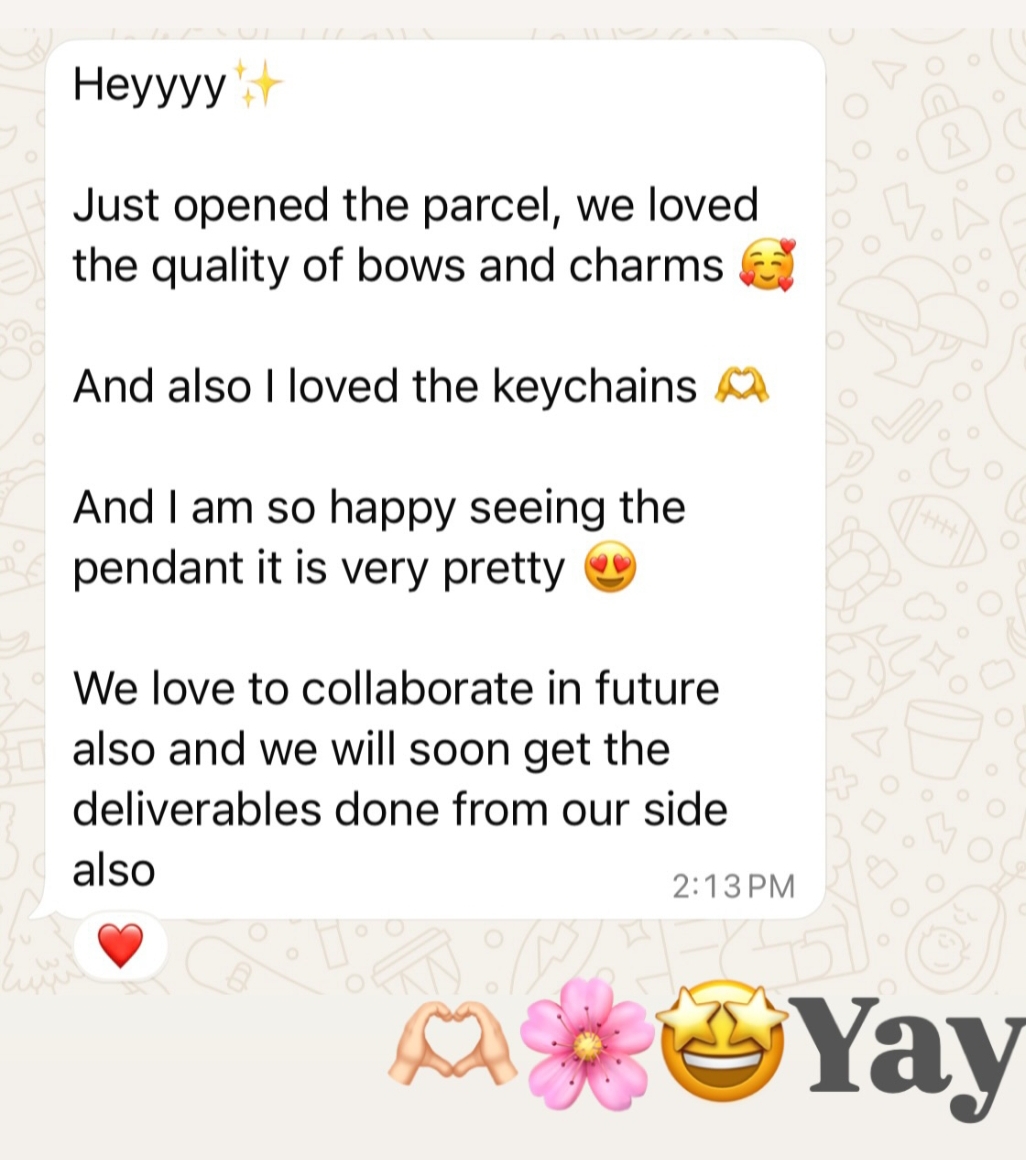 Heyyyy✨
Just opened the parcel, we loved
the quality of bows and charms 🥰
And also I loved the keychains 🫶
And I am so happy seeing the
pendant it is very pretty 😍
We love to collaborate in future
also and we will soon get the
deliverables done from our side
also
2:13 PM
❤️
🫶🏻🌸🤩Yay